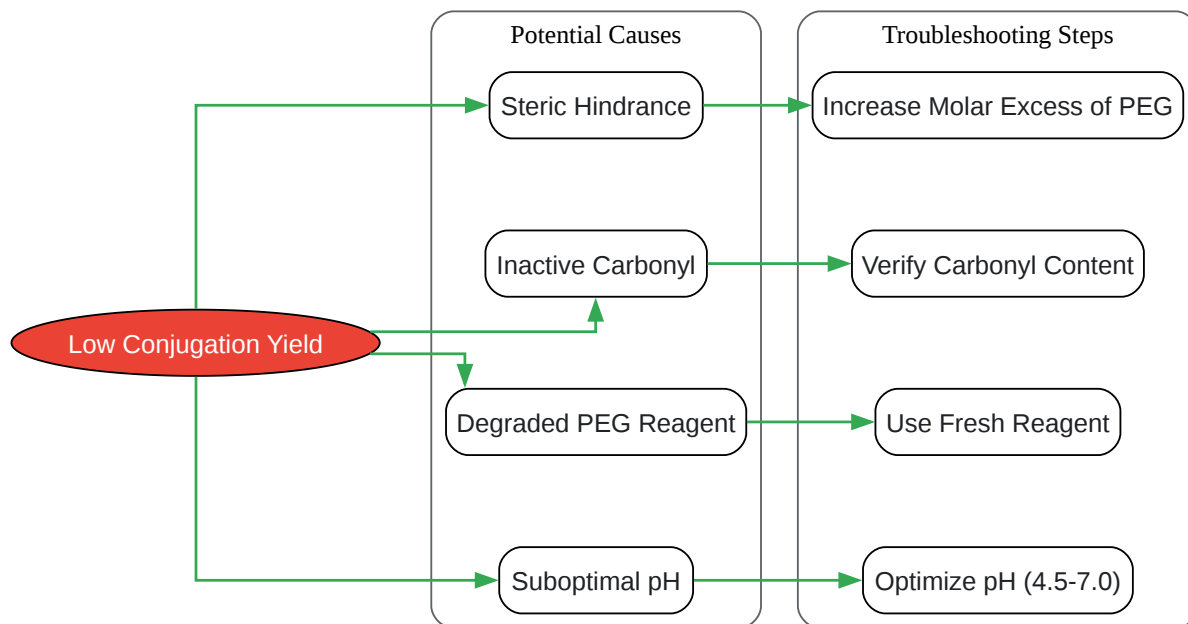 Potential Causes
Troubleshooting Steps
Steric Hindrance
Increase Molar Excess of PEG
Inactive Carbonyl
Verify Carbonyl Content
Low Conjugation Yield
Degraded PEG Reagent
Use Fresh Reagent
Suboptimal pH
Optimize pH (4.5-7.0)